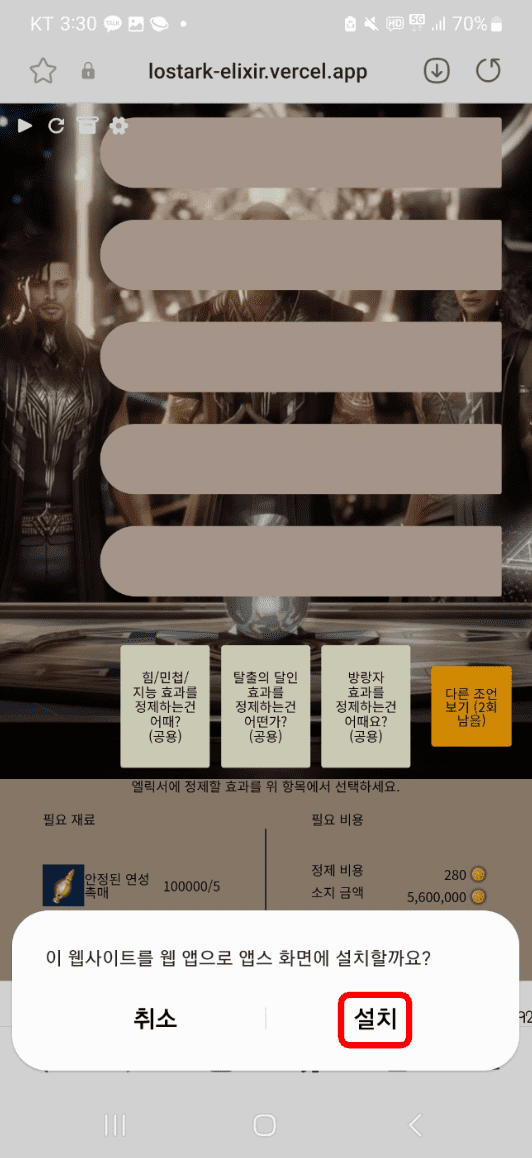 KT 3:30 TALK HD 5G 70%
lostark-elixir.vercel.app
힘/민첩/
지능 효과를
정제하는건
어때?
(공용)
탈출의 달인
효과를
정제하는건
어떤가?
(공용)
방랑자
효과를
정제하는건
어때요?
(공용)
다른 조언
보기 (2회
남음)
엘릭서에 정제할 효과를 위 항목에서 선택하세요.
필요 재료
필요 비용
안정된 연성
촉매
100000/5
정제 비용
280
소지 금액
5,600,000
이 웹사이트를 웹 앱으로 앱스 화면에 설치할까요?
취소
설치